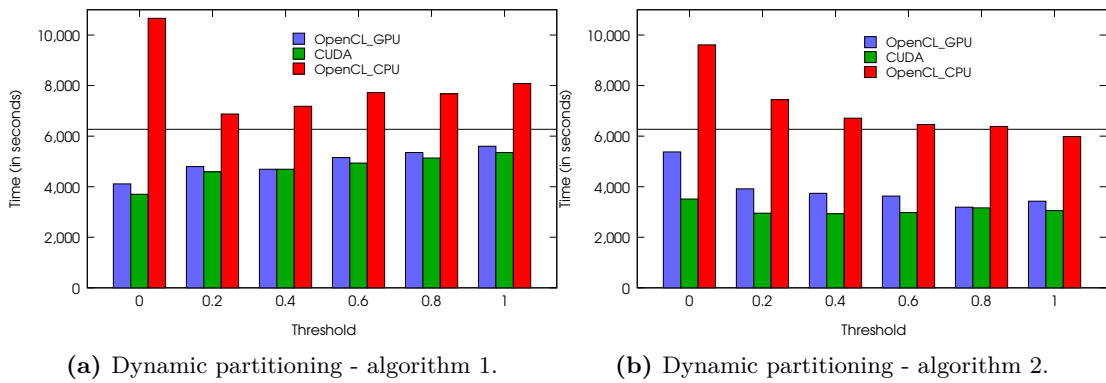 10,000
8,000
6,000
4,000
2,000
0
Time (in seconds)
OpenCL_GPU
CUDA
OpenCL_CPU
0 0.2 0.4 0.6 0.8 1
Threshold
(a) Dynamic partitioning - algorithm 1.
10,000
8,000
6,000
4,000
2,000
0
Time (in seconds)
OpenCL_GPU
CUDA
OpenCL_CPU
0 0.2 0.4 0.6 0.8 1
Threshold
(b) Dynamic partitioning - algorithm 2.